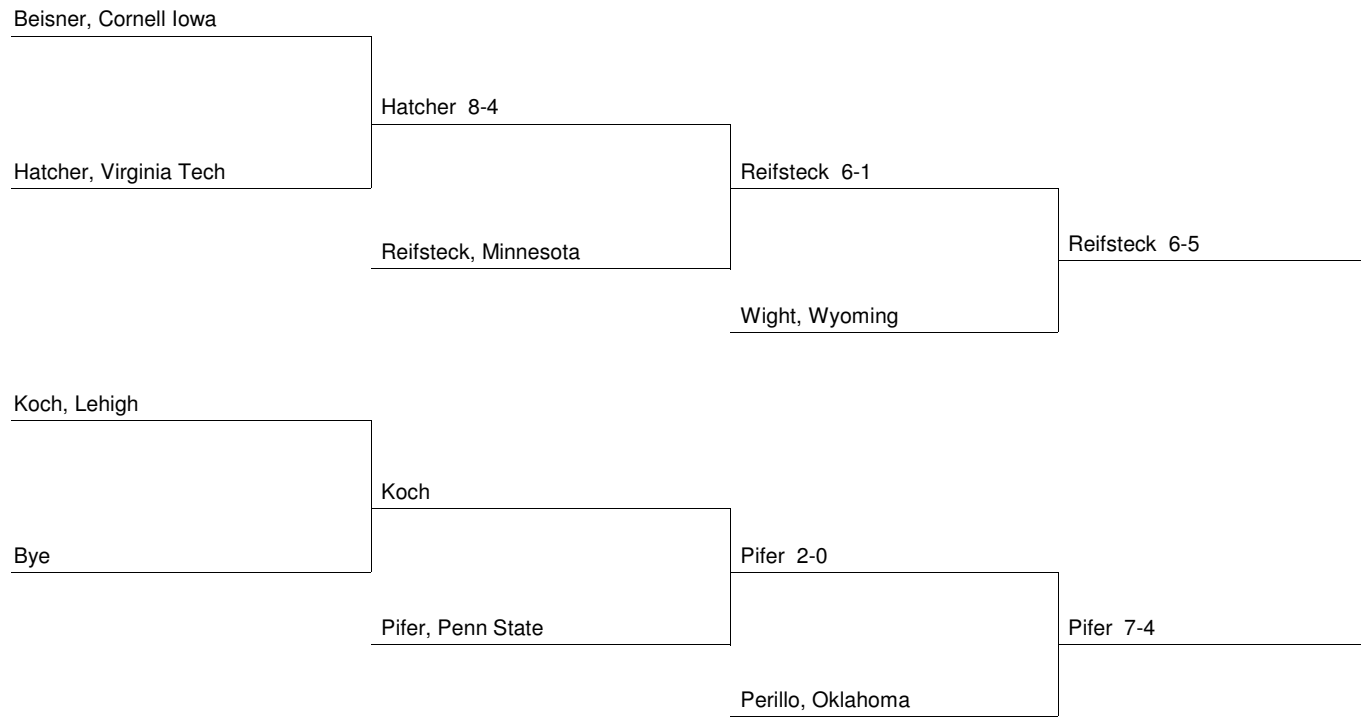 Beisner, Cornell Iowa
Hatcher 8-4
Hatcher, Virginia Tech
Reifsteck 6-1
Reifsteck, Minnesota
Reifsteck 6-5
Wight, Wyoming
Koch, Lehigh
Koch
Bye
Pifer 2-0
Pifer, Penn State
Pifer 7-4
Perillo, Oklahoma